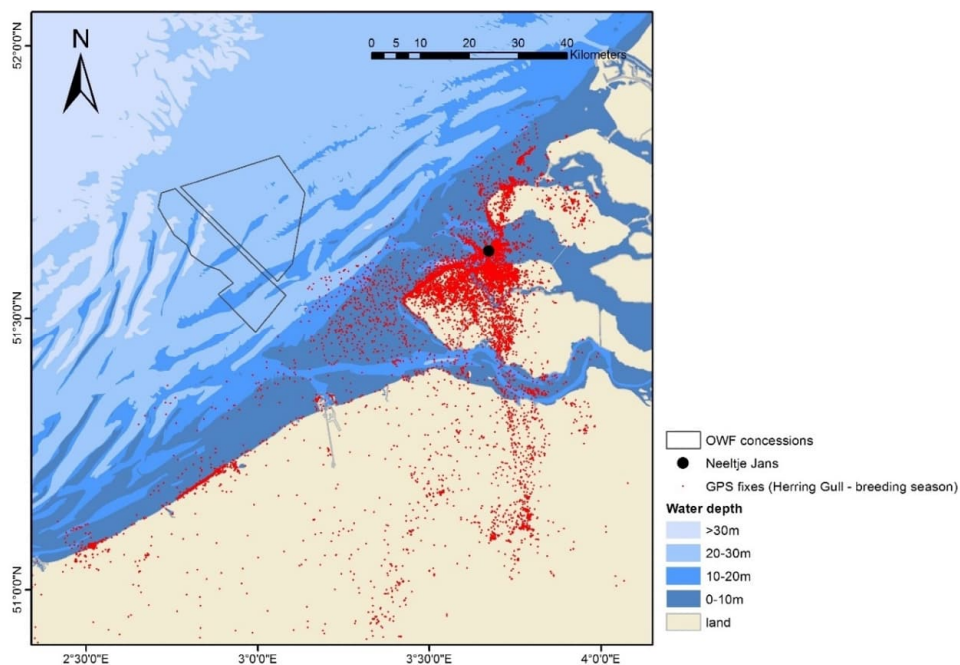 N
0 5 10 20 30 40
Kilometers
52°0'0"N
51°30'0"N
51°0'0"N
2°30'0"E
3°0'0"E
3°30'0"E
4°0'0"E
OWF concessions
Neeltje Jans
GPS fixes (Herring Gull - breeding season)
Water depth
>30m
20-30m
10-20m
0-10m
land